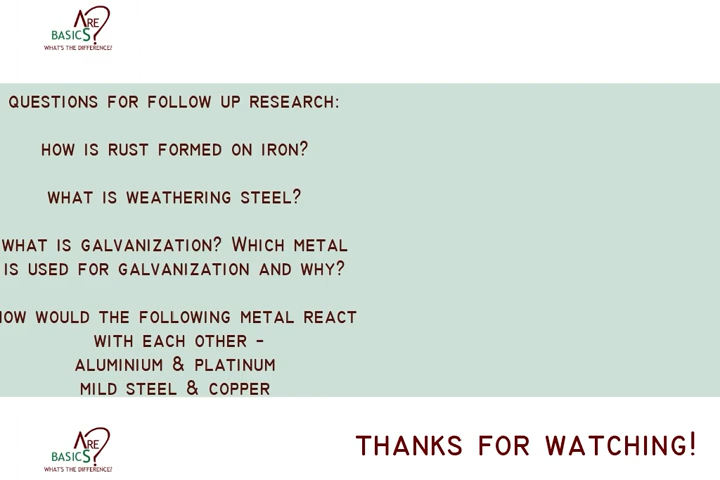 ARE
BASICS?
WHAT'S THE DIFFERENCE?
QUESTIONS FOR FOLLOW UP RESEARCH:
HOW IS RUST FORMED ON IRON?
WHAT IS WEATHERING STEEL?
WHAT IS GALVANIZATION? WHICH METAL
IS USED FOR GALVANIZATION AND WHY?
HOW WOULD THE FOLLOWING METAL REACT
WITH EACH OTHER -
ALUMINIUM & PLATINUM
MILD STEEL & COPPER
ARE
BASICS?
WHAT'S THE DIFFERENCE?
THANKS FOR WATCHING!